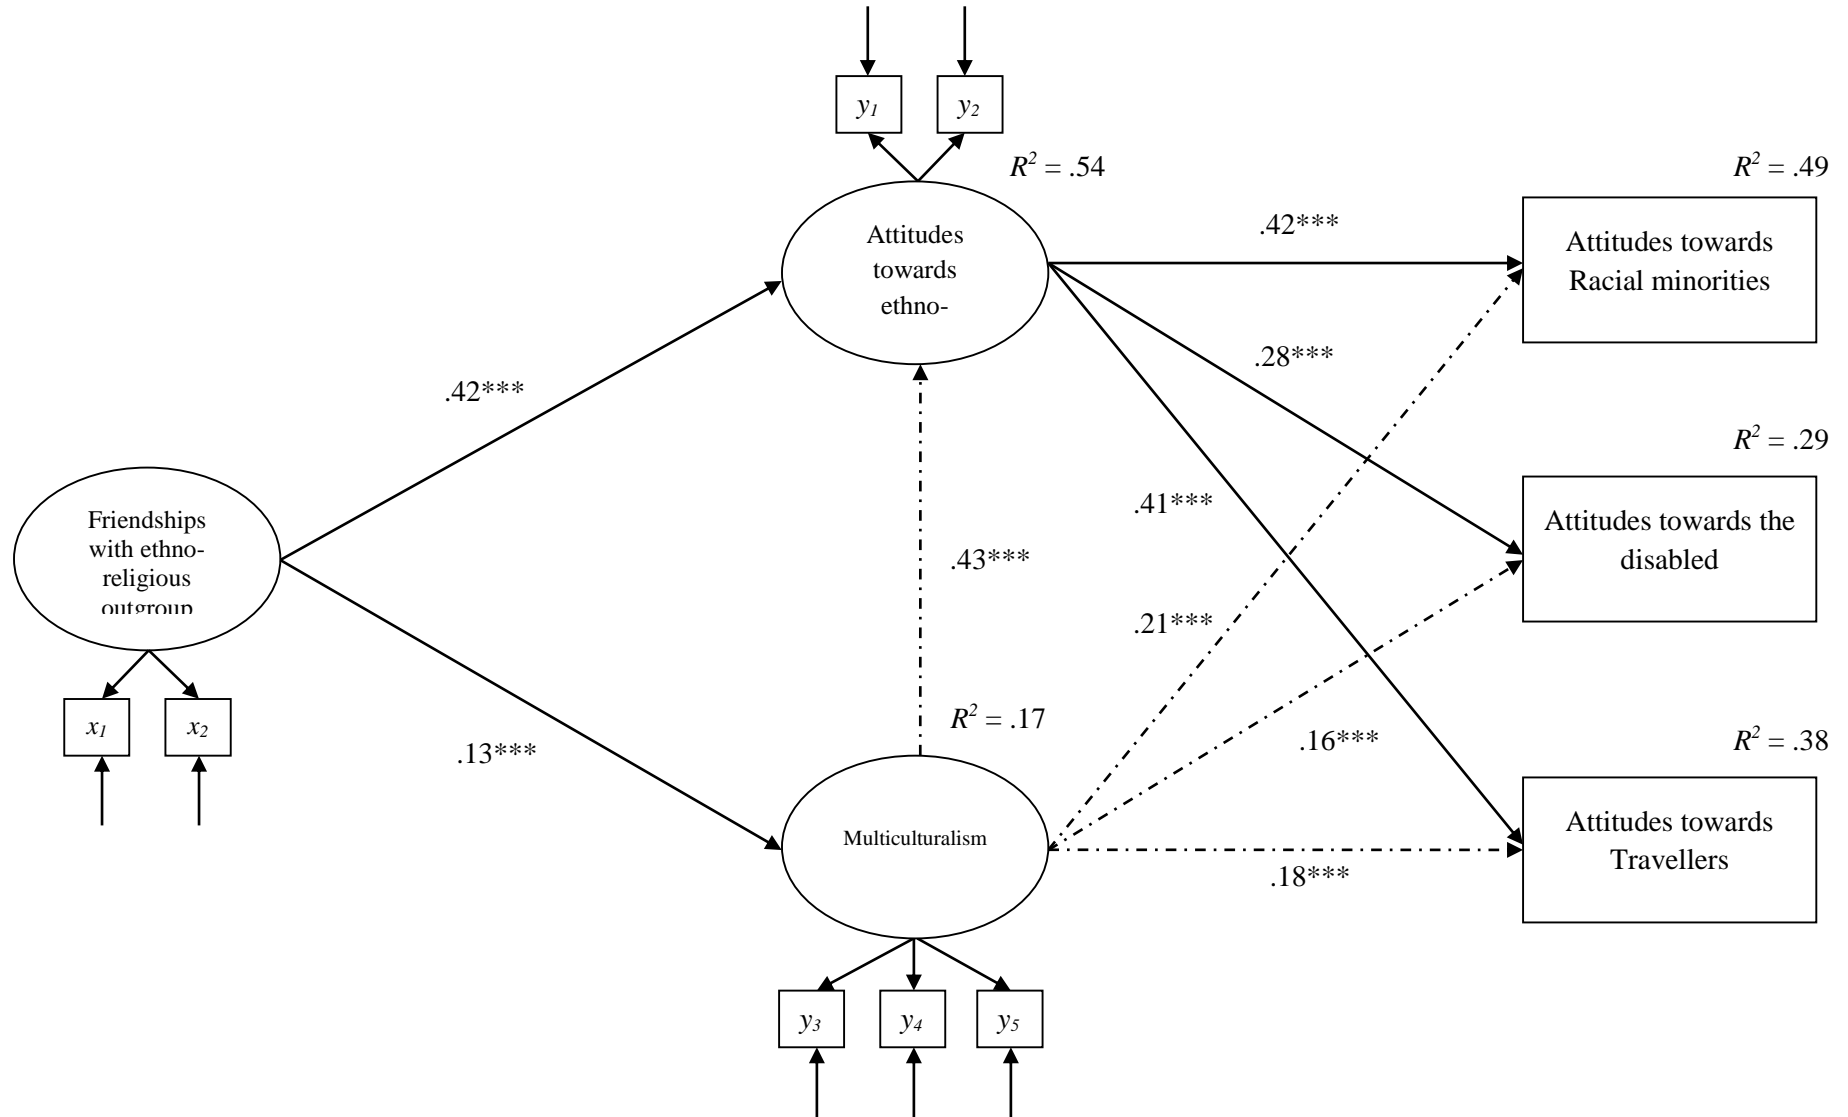 y1
y2
R2 = .54
R2 = .49
Attitudes
towards
ethno-
.42***
Attitudes towards
Racial minorities
.28***
.42***
R2 = .29
Friendships
with ethno-
religious
outgroup
.41***
Attitudes towards the
disabled
.43***
.21***
x1
x2
R2 = .17
.13***
.16***
R2 = .38
Multiculturalism
Attitudes towards
Travellers
.18***
y3
y4
y5